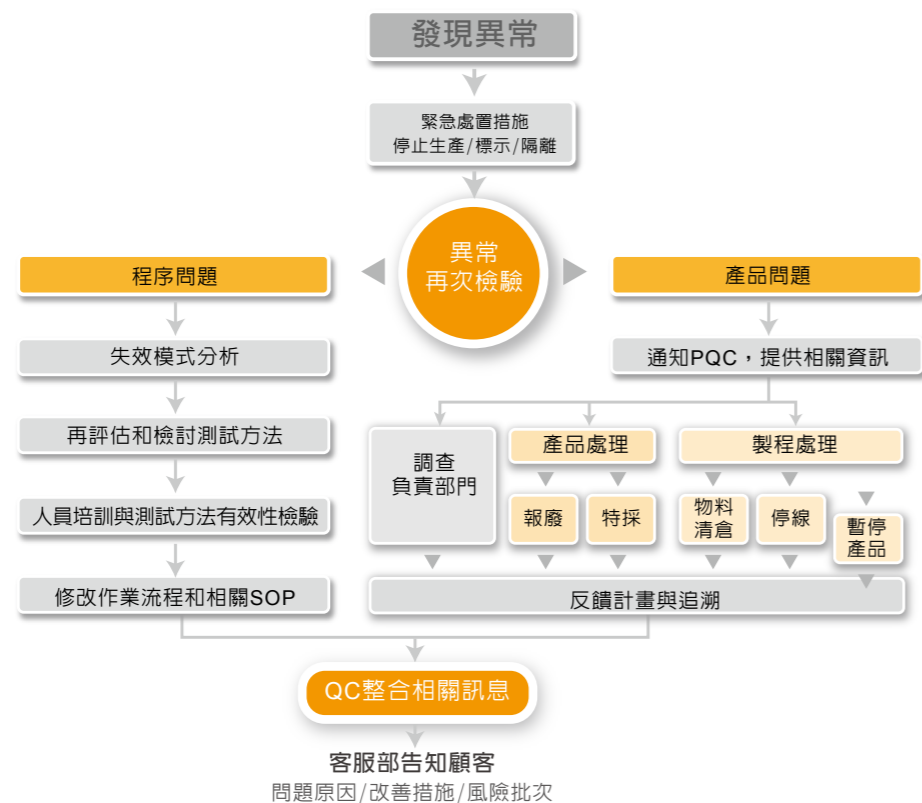 發現異常
緊急處置措施
停止生產/標示/隔離
異常
再次檢驗
程序問題
失效模式分析
再評估和檢討測試方法
人員培訓與測試方法有效性檢驗
修改作業流程和相關SOP
產品問題
通知PQC，提供相關資訊
調查
負責部門
產品處理
報廢
特採
製程處理
物料
清倉
停線
暫停
產品
反饋計畫與追溯
QC整合相關訊息
客服部告知顧客
問題原因/改善措施/風險批次